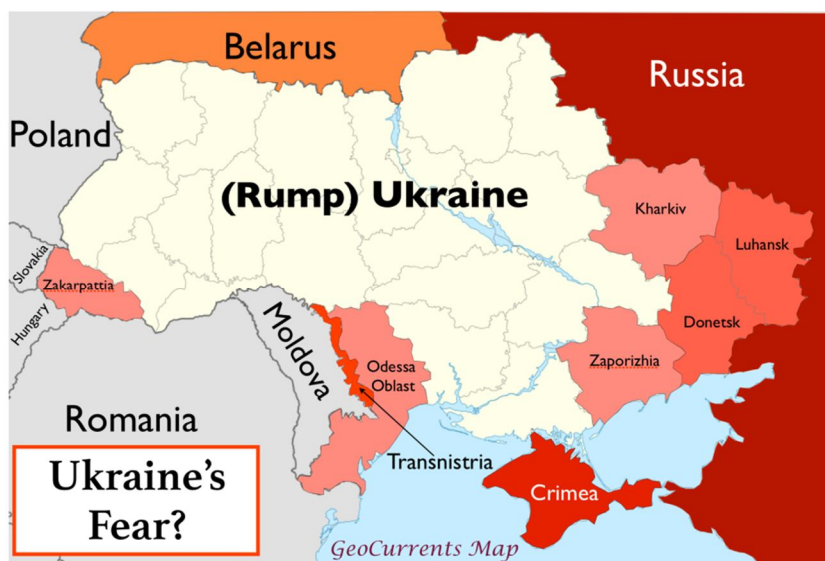 Belarus
Russia
Poland
(Rump) Ukraine
Kharkiv
Luhansk
Slovakia
Zakarpattia
Hungary
Moldova
Donetsk
Zaporizhia
Odessa
Oblast
Romania
Transnistria
Crimea
Ukraine's
Fear?
GeoCurrents Map